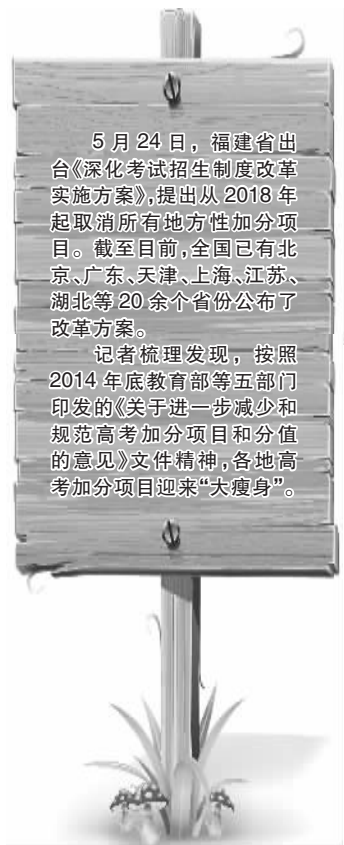 5月24日，福建省出
台《深化考试招生制度改革
实施方案》,提出从2018年
起取消所有地方性加分项
目。截至目前,全国已有北
京、广东、天津、上海、江苏、
湖北等20余个省份公布了
改革方案。
记者梳理发现，按照
2014年底教育部等五部门
印发的《关于进一步减少和
规范高考加分项目和分值
的意见》文件精神,各地高
考加分项目迎来“大瘦身”。